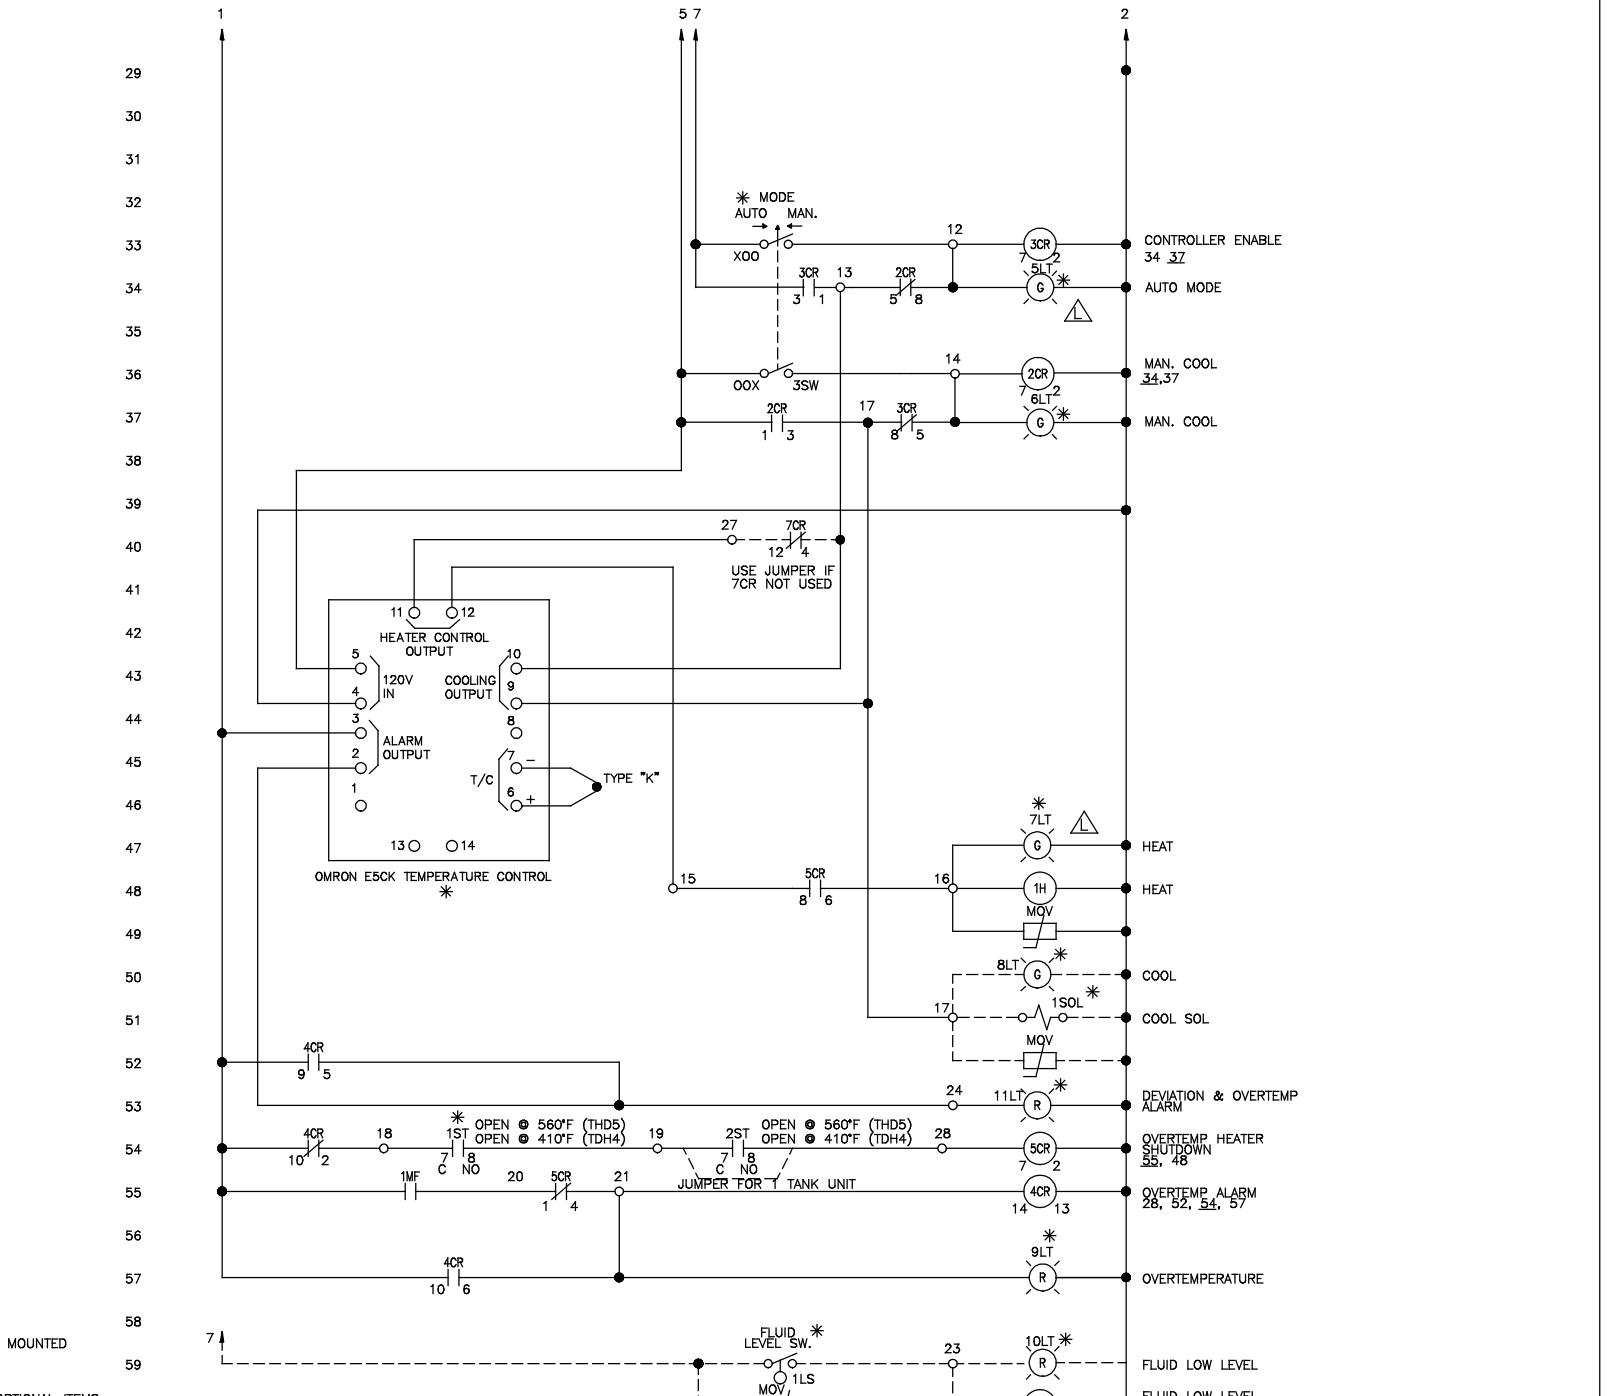 1 5 7 2
29
30
31
32
MODE
AUTO MAN.
33
XOO
12
3CR
7 2
CONTROLLER ENABLE
34 37
34
3CR
3 1
13
2CR
5 8
5LT
G
AUTO MODE
L
35
36
OOX 3SW
14
2CR
7 2
MAN. COOL
34,37
37
2CR
1 3
17
3CR
8 5
6LT
G
MAN. COOL
38
39
40
27
7CR
12 4
USE JUMPER IF
7CR NOT USED
41
11 12
42
HEATER CONTROL
OUTPUT
43
5
120V
IN
4
10
COOLING
OUTPUT
9
44
3
ALARM
OUTPUT
8
45
2
7 -
T/C
TYPE "K"
46
1
6 +
47
13 14
7LT
G
L
HEAT
OMRON E5CK TEMPERATURE CONTROL
48
15
5CR
8 6
16
1H
HEAT
49
MOV
50
8LT
G
COOL
51
17
1SOL
COOL SOL
52
4CR
9 5
MOV
53
24
11LT
R
DEVIATION & OVERTEMP
ALARM
54
4CR
10 2
18
1ST
7 8
C NO
OPEN @ 560°F (THD5)
OPEN @ 410°F (TDH4)
19
2ST
C NO
OPEN @ 560°F (THD5)
OPEN @ 410°F (TDH4)
28
5CR
7 2
OVERTEMP HEATER
SHUTDOWN
55, 48
JUMPER FOR 1 TANK UNIT
55
1MF
20
5CR
1 4
21
4CR
14 13
OVERTEMP ALARM
28, 52, 54, 57
56
57
4CR
10 6
9LT
R
OVERTEMPERATURE
58
MOUNTED
7
59
FLUID
LEVEL SW.
1LS
MOV
23
10LT
R
FLUID LOW LEVEL
OPTIONAL ITEMS
FLUID LOW LEVEL